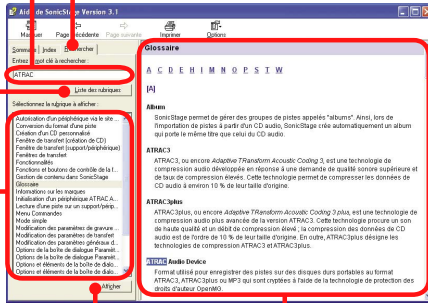 Aide de SonicStage Version 3.1
Masquer Page précédente Page suivante Imprimer Options
Sommaire Index Rechercher
Entrez mot clé à rechercher :
ATRAC
Liste des rubriques
Sélectionnez la rubrique à afficher :
Autorisation d'un périphérique via le site ...
Conversion du format d'une piste
Création d'un CD personnalisé
Fenêtre de transfert (création de CD)
Fenêtre de transfert (support/périphérique)
Fenêtres de transfert
Fonctionnalités
Fonctions et boutons de contrôle de la f...
Gestion de contenu dans SonicStage
Glossaire
Informations sur les marques
Initialisation d'un périphérique ATRAC A...
Lecture d'une piste sur un support/périp...
Menu Commandes
Mode simple
Modification des paramètres de gravure ...
Modification des paramètres de transfert
Modification des paramètres généraux d...
Options de la boîte de dialogue Paramèt...
Options de la boîte de dialogue Paramèt...
Options et éléments de la boîte de dialo...
Options et éléments de la boîte de dialo...
Afficher
Glossaire
A C D E H I M N O P S T W
[A]
Album
SonicStage permet de gérer des groupes de pistes appelés "albums". Ainsi, lors de
l'importation de pistes à partir d'un CD audio, SonicStage crée automatiquement un album
qui porte le même titre que celui du CD audio.
ATRAC3
ATRAC3, ou encore Adaptive TRansform Acoustic Coding 3, est une technologie de
compression audio développée en réponse à une demande de qualité sonore supérieure et
de taux de compression élevés. Cette technologie permet de compresser les données de
CD audio à environ 10 % de leur taille d'origine.
ATRAC3plus
ATRAC3plus, ou encore Adaptive TRansform Acoustic Coding 3 plus, est une technologie de
compression audio plus avancée de la version ATRAC3. Cette technologie procure un son
de haute qualité et un débit de compression élevé ; la compression des données de CD
audio est de l'ordre de 10 % de leur taille d'origine. En outre, ATRAC3plus désigne les
technologies de compression ATRAC3 et ATRAC3plus.
ATRAC Audio Device
Format utilisé pour enregistrer des pistes sur des disques durs portables au format
ATRAC3, ATRAC3plus ou MP3 qui sont cryptées à l'aide de la technologie de protection des
droits d'auteur OpenMG.